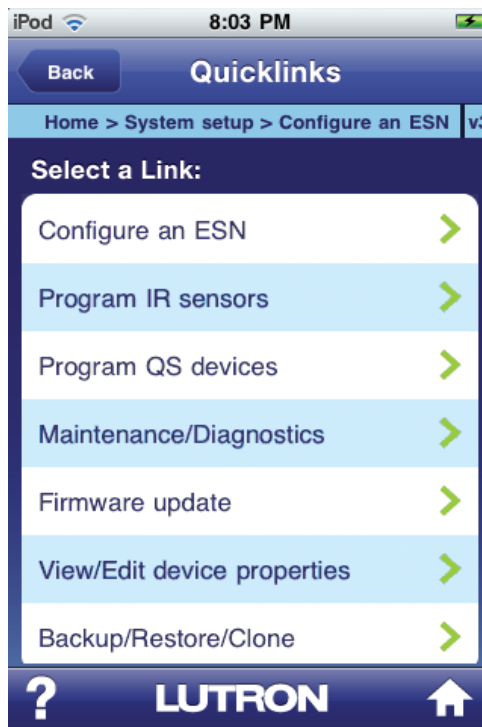 iPod 8:03 PM
Back Quicklinks
Home > System setup > Configure an ESN
Select a Link:
Configure an ESN
Program IR sensors
Program QS devices
Maintenance/Diagnostics
Firmware update
View/Edit device properties
Backup/Restore/Clone
? LUTRON